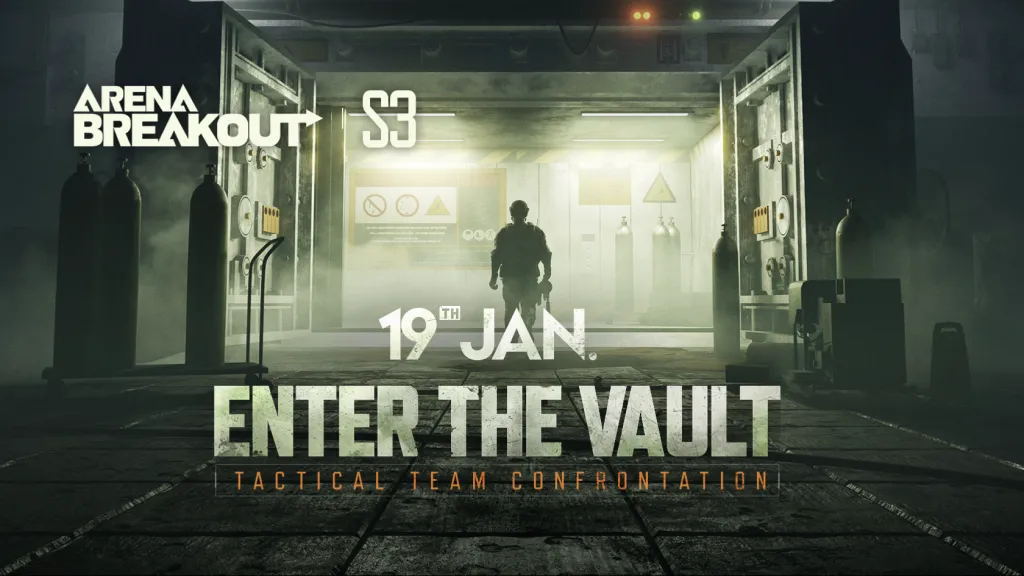 ARENA
BREAKOUT
S3
19TH JAN.
ENTER THE VAULT
TACTICAL TEAM CONFRONTATION